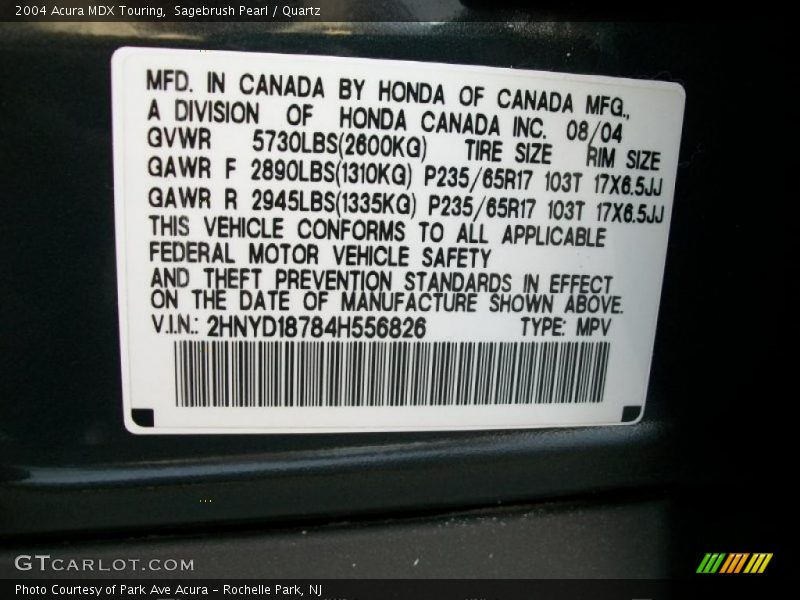 2004 Acura MDX Touring,  Sagebrush Pearl / Quartz
MFD. IN CANADA BY HONDA OF CANADA MFG.,
A DIVISION OF HONDA CANADA INC. 08/04
GVWR 5730LBS(2600KG) TIRE SIZE RIM SIZE
GAWR F 2890LBS(1310KG) P235/65R17 103T 17X6.5JJ
GAWR R 2945LBS(1335KG) P235/65R17 103T 17X6.5JJ
THIS VEHICLE CONFORMS TO ALL APPLICABLE
FEDERAL MOTOR VEHICLE SAFETY
AND THEFT PREVENTION STANDARDS IN EFFECT
ON THE DATE OF MANUFACTURE SHOWN ABOVE.
V.I.N.: 2HNYD18784H556826 TYPE: MPV
GTCARLOT.COM
Photo Courtesy of Park Ave Acura - Rochelle Park, NJ